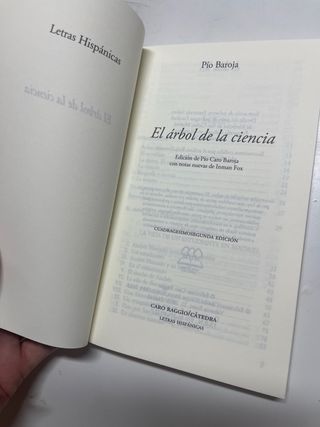 Letras Hispánicas
Pío Baroja
El árbol de la ciencia
Edición de Pío Caro Baroja
con notas nuevas de Inman Fox
CUADRAGESIMOSEGUNDA EDICIÓN
CARO RAGGIO/CÁTEDRA
LETRAS HISPÁNICAS